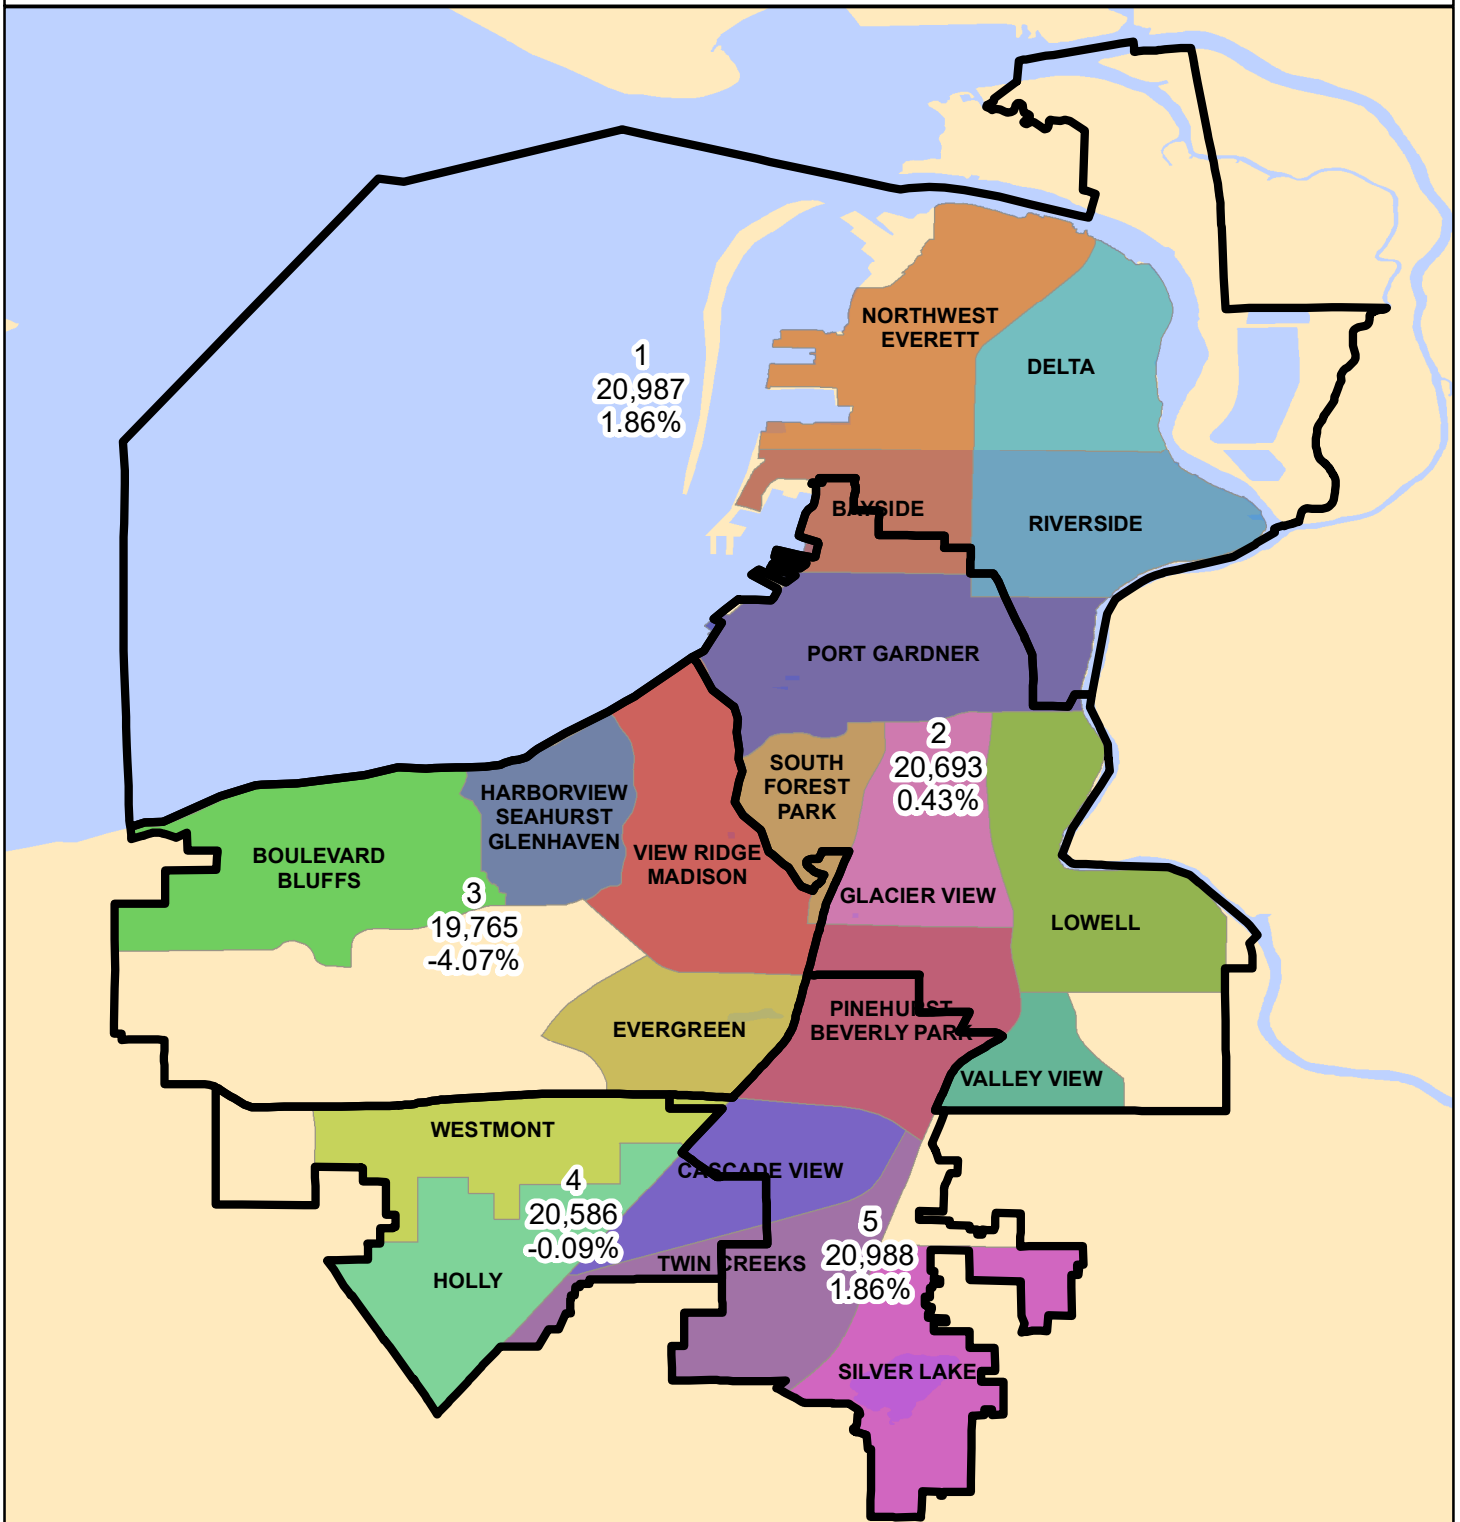 NORTHWEST
EVERETT
DELTA
1
20,987
1.86%
BAYSIDE
RIVERSIDE
PORT GARDNER
2
20,693
0.43%
SOUTH
FOREST
PARK
HARBORVIEW
SEAHURST
GLENHAVEN
VIEW RIDGE
MADISON
BOULEVARD
BLUFFS
3
19,765
-4.07%
GLACIER VIEW
LOWELL
EVERGREEN
PINEHURST
BEVERLY PARK
VALLEY VIEW
WESTMONT
CASCADE VIEW
4
20,586
-0.09%
5
20,988
1.86%
TWIN CREEKS
HOLLY
SILVER LAKE